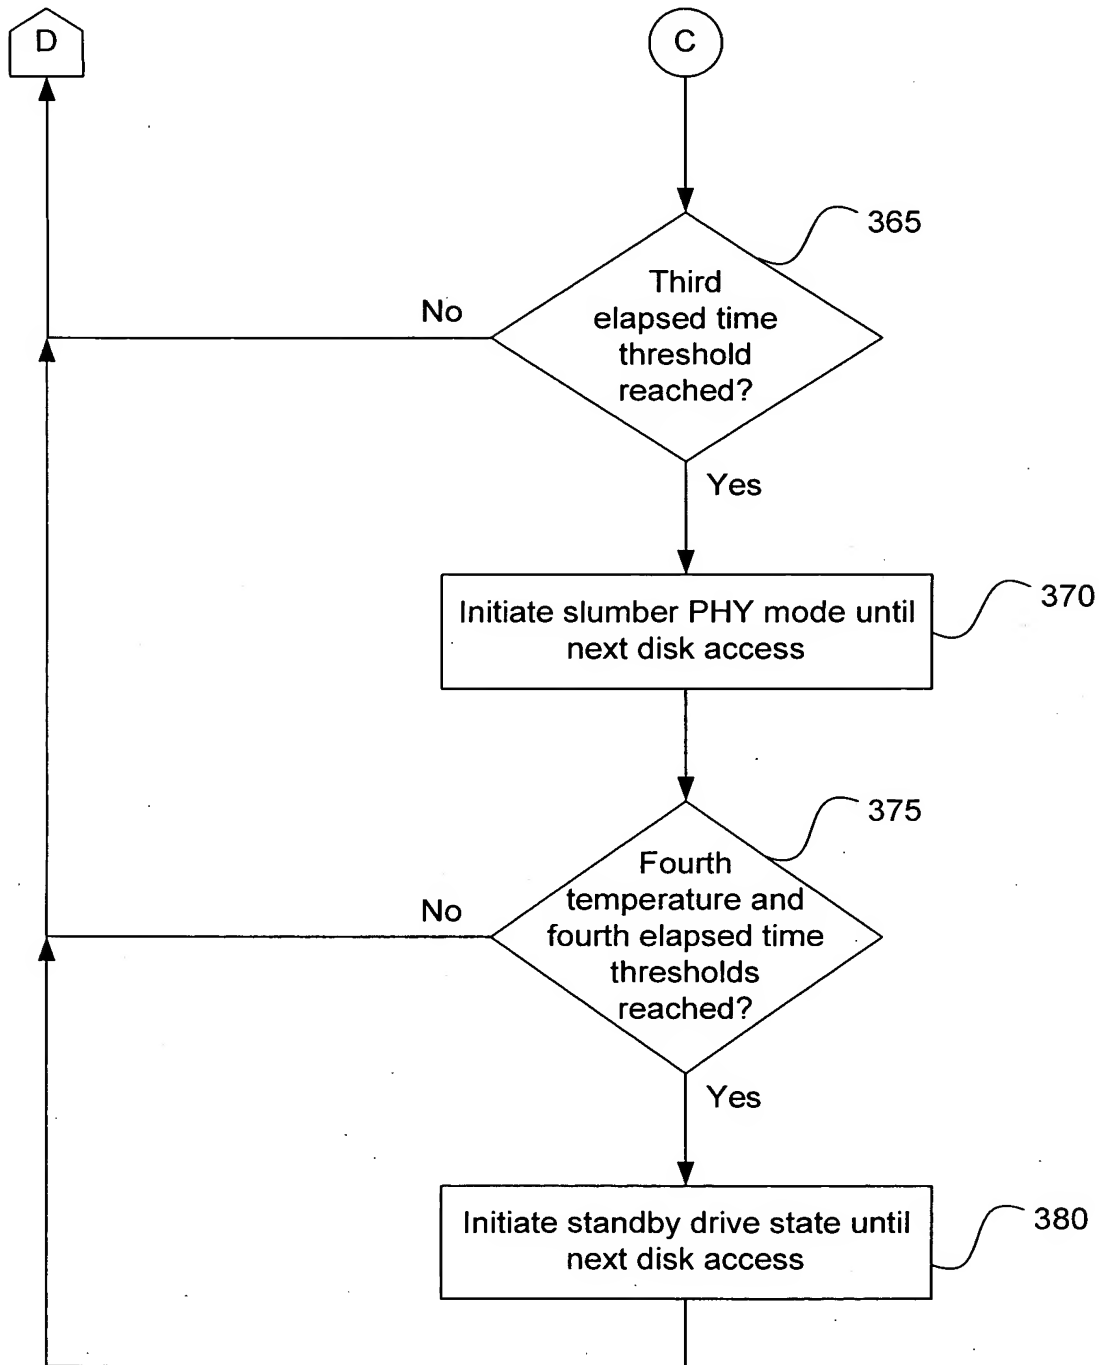 D
C
365
Third
elapsed time
threshold
reached?
No
Yes
Initiate slumber PHY mode until
next disk access
370
375
Fourth
temperature and
fourth elapsed time
thresholds
reached?
No
Yes
Initiate standby drive state until
next disk access
380